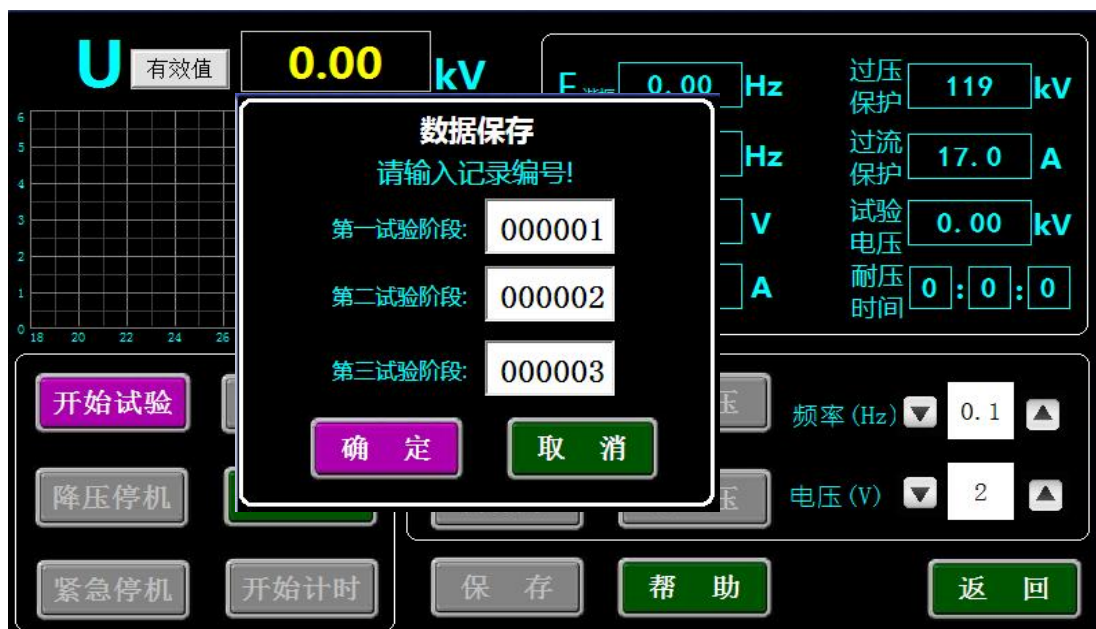 U 有效值 0.00 kV
0.00 Hz
Hz
V
A
过压保护 119 kV
过流保护 17.0 A
试验电压 0.00 kV
耐压时间 0 : 0 : 0
6
5
4
3
2
1
0
18 20 22 24 26
数据保存
请输入记录编号!
第一试验阶段: 000001
第二试验阶段: 000002
第三试验阶段: 000003
确 定 取 消
开始试验
压
频率(Hz) 0.1
降压停机
压
电压(V) 2
紧急停机 开始计时 保 存 帮 助 返 回